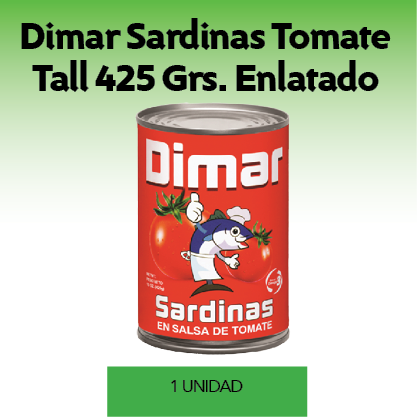 Dimar Sardinas Tomate
Tall 425 Grs. Enlatado
Dimar
Sardinas
EN SALSA DE TOMATE
1 UNIDAD